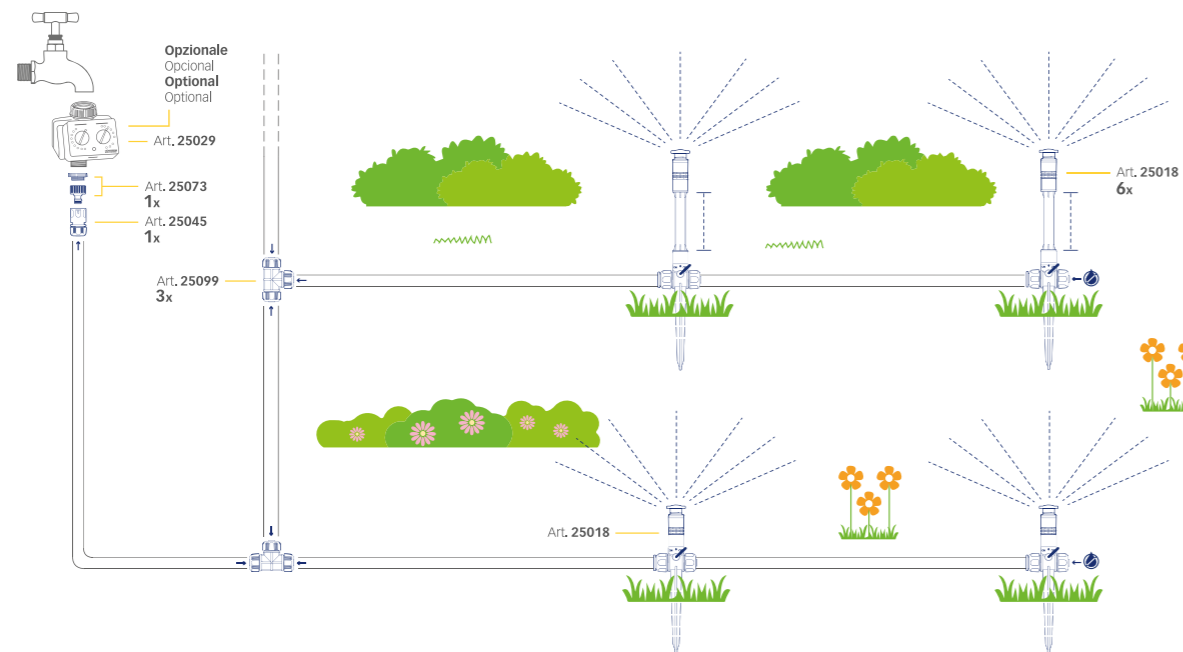 Opzionale
Opcional
Optional
Optional
Art. 25029
Art. 25073
1x
Art. 25045
1x
Art. 25099
3x
Art. 25018
6x
Art. 25018